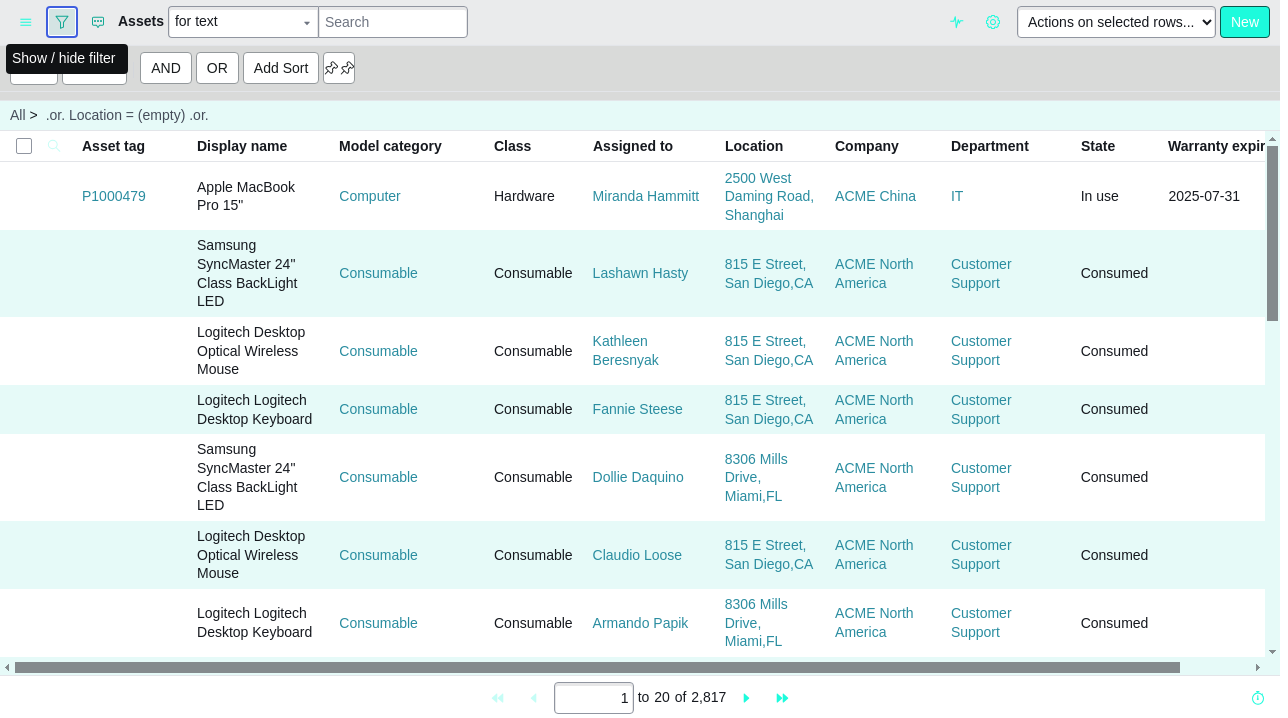 Assets for text Search Actions on selected rows... New
Show / hide filter
AND OR Add Sort
All > .or. Location = (empty) .or.
Asset tag Display name Model category Class Assigned to Location Company Department State Warranty expir
P1000479 Apple MacBook Pro 15" Computer Hardware Miranda Hammitt 2500 West Daming Road, Shanghai ACME China IT In use 2025-07-31
Samsung SyncMaster 24" Class BackLight LED Consumable Consumable Lashawn Hasty 815 E Street, San Diego,CA ACME North America Customer Support Consumed
Logitech Desktop Optical Wireless Mouse Consumable Consumable Kathleen Beresnyak 815 E Street, San Diego,CA ACME North America Customer Support Consumed
Logitech Logitech Desktop Keyboard Consumable Consumable Fannie Steese 815 E Street, San Diego,CA ACME North America Customer Support Consumed
Samsung SyncMaster 24" Class BackLight LED Consumable Consumable Dollie Daquino 8306 Mills Drive, Miami,FL ACME North America Customer Support Consumed
Logitech Desktop Optical Wireless Mouse Consumable Consumable Claudio Loose 815 E Street, San Diego,CA ACME North America Customer Support Consumed
Logitech Logitech Desktop Keyboard Consumable Consumable Armando Papik 8306 Mills Drive, Miami,FL ACME North America Customer Support Consumed
1 to 20 of 2,817